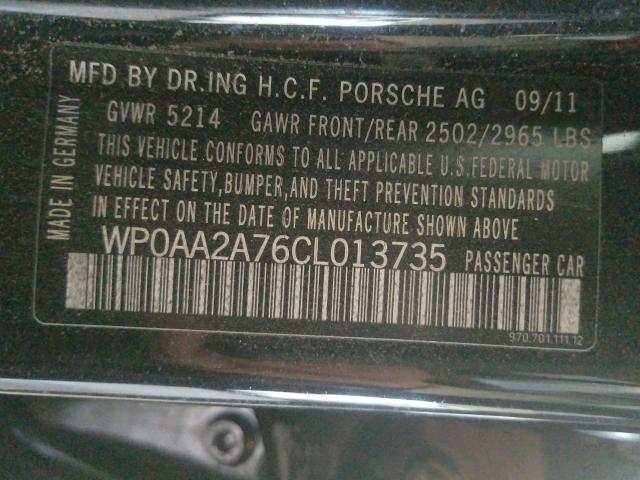 MFD BY DR.ING H.C.F. PORSCHE AG 09/11
GVWR 5214 GAWR FRONT/REAR 2502/2965 LBS
THIS VEHICLE CONFORMS TO ALL APPLICABLE U.S.FEDERAL MOTOR
VEHICLE SAFETY,BUMPER,AND THEFT PREVENTION STANDARDS
IN EFFECT ON THE DATE OF MANUFACTURE SHOWN ABOVE
WP0AA2A76CL013735 PASSENGER CAR
970.701.111.12
MADE IN GERMANY